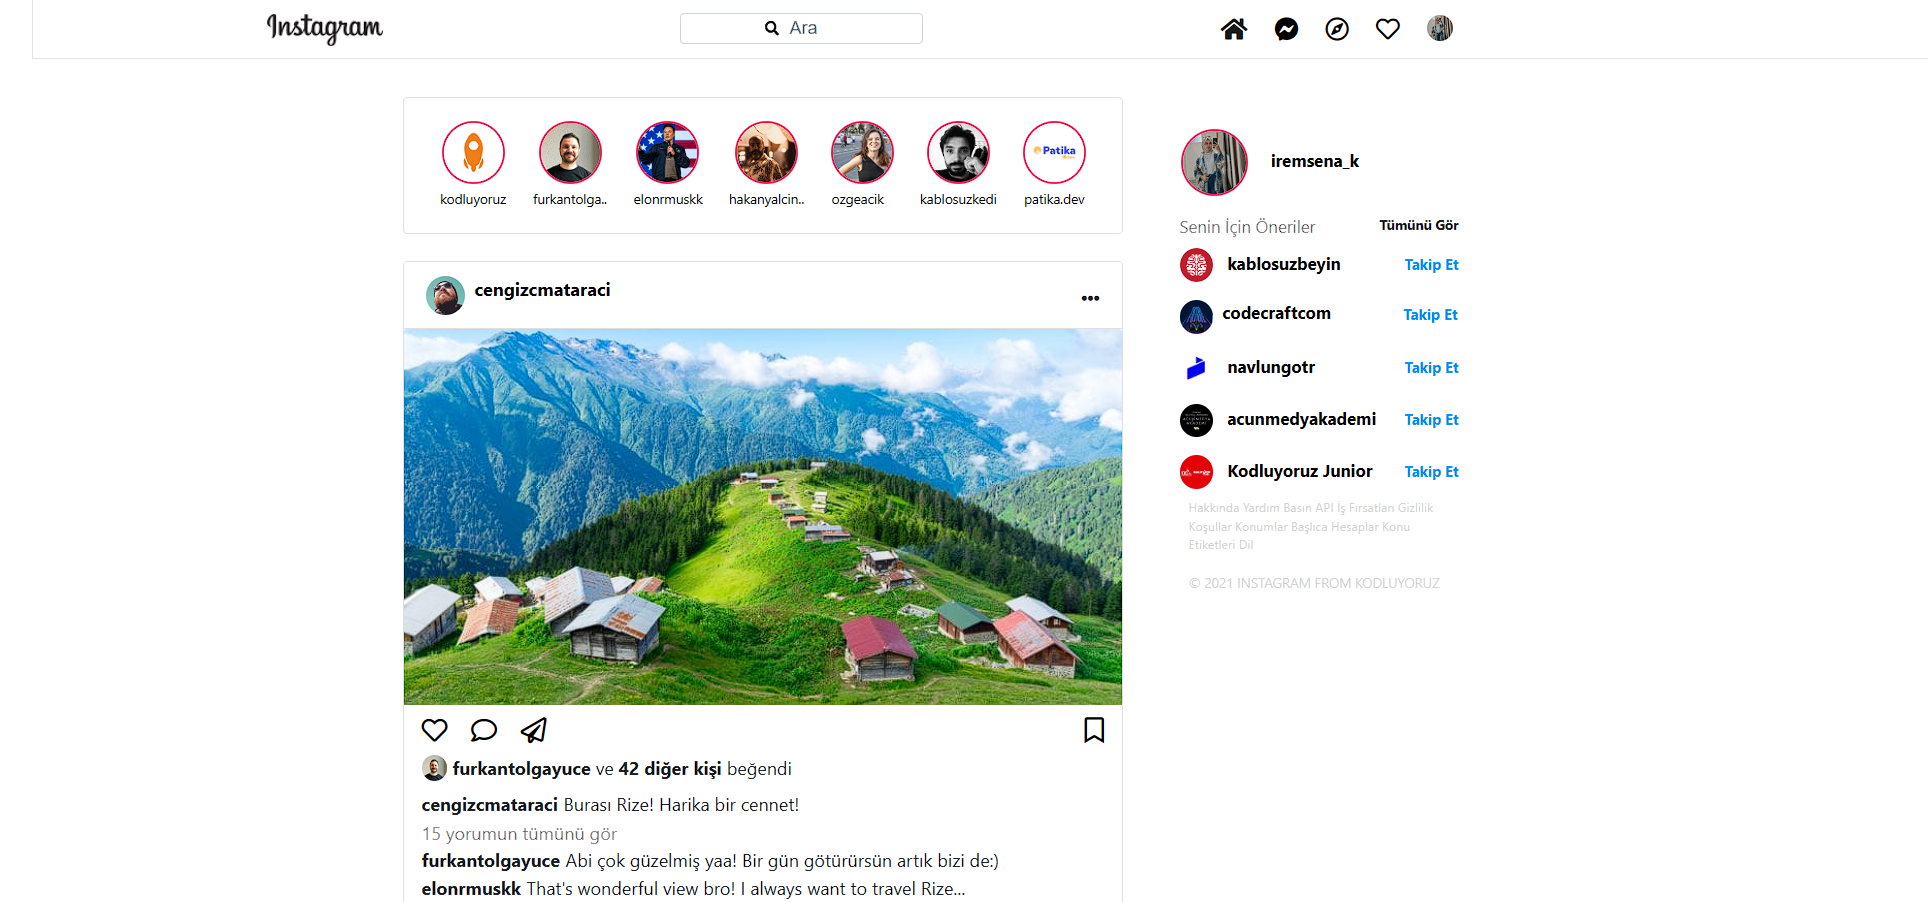 Instagram
Ara
kodluyoruz
furkantolga..
elonrmuskk
hakanyalcin..
ozgeacik
kablosuzkedi
patika.dev
Patika
iremsena_k
Senin İçin Öneriler
Tümünü Gör
kablosuzbeyin
Takip Et
codecraftcom
Takip Et
navlungotr
Takip Et
acunmedyakademi
Takip Et
Kodluyoruz Junior
Takip Et
Hakkında Yardım Basın API İş Fırsatları Gizlilik
Koşullar Konumlar Başlıca Hesaplar Konu
Etiketleri Dil
© 2021 INSTAGRAM FROM KODLUYORUZ
cengizcmataraci
furkantolgayuce ve 42 diğer kişi beğendi
cengizcmataraci Burası Rize! Harika bir cennet!
15 yorumun tümünü gör
furkantolgayuce Abi çok güzelmiş yaa! Bir gün götürürsün artık bizi de:)
elonrmuskk That's wonderful view bro! I always want to travel Rize...